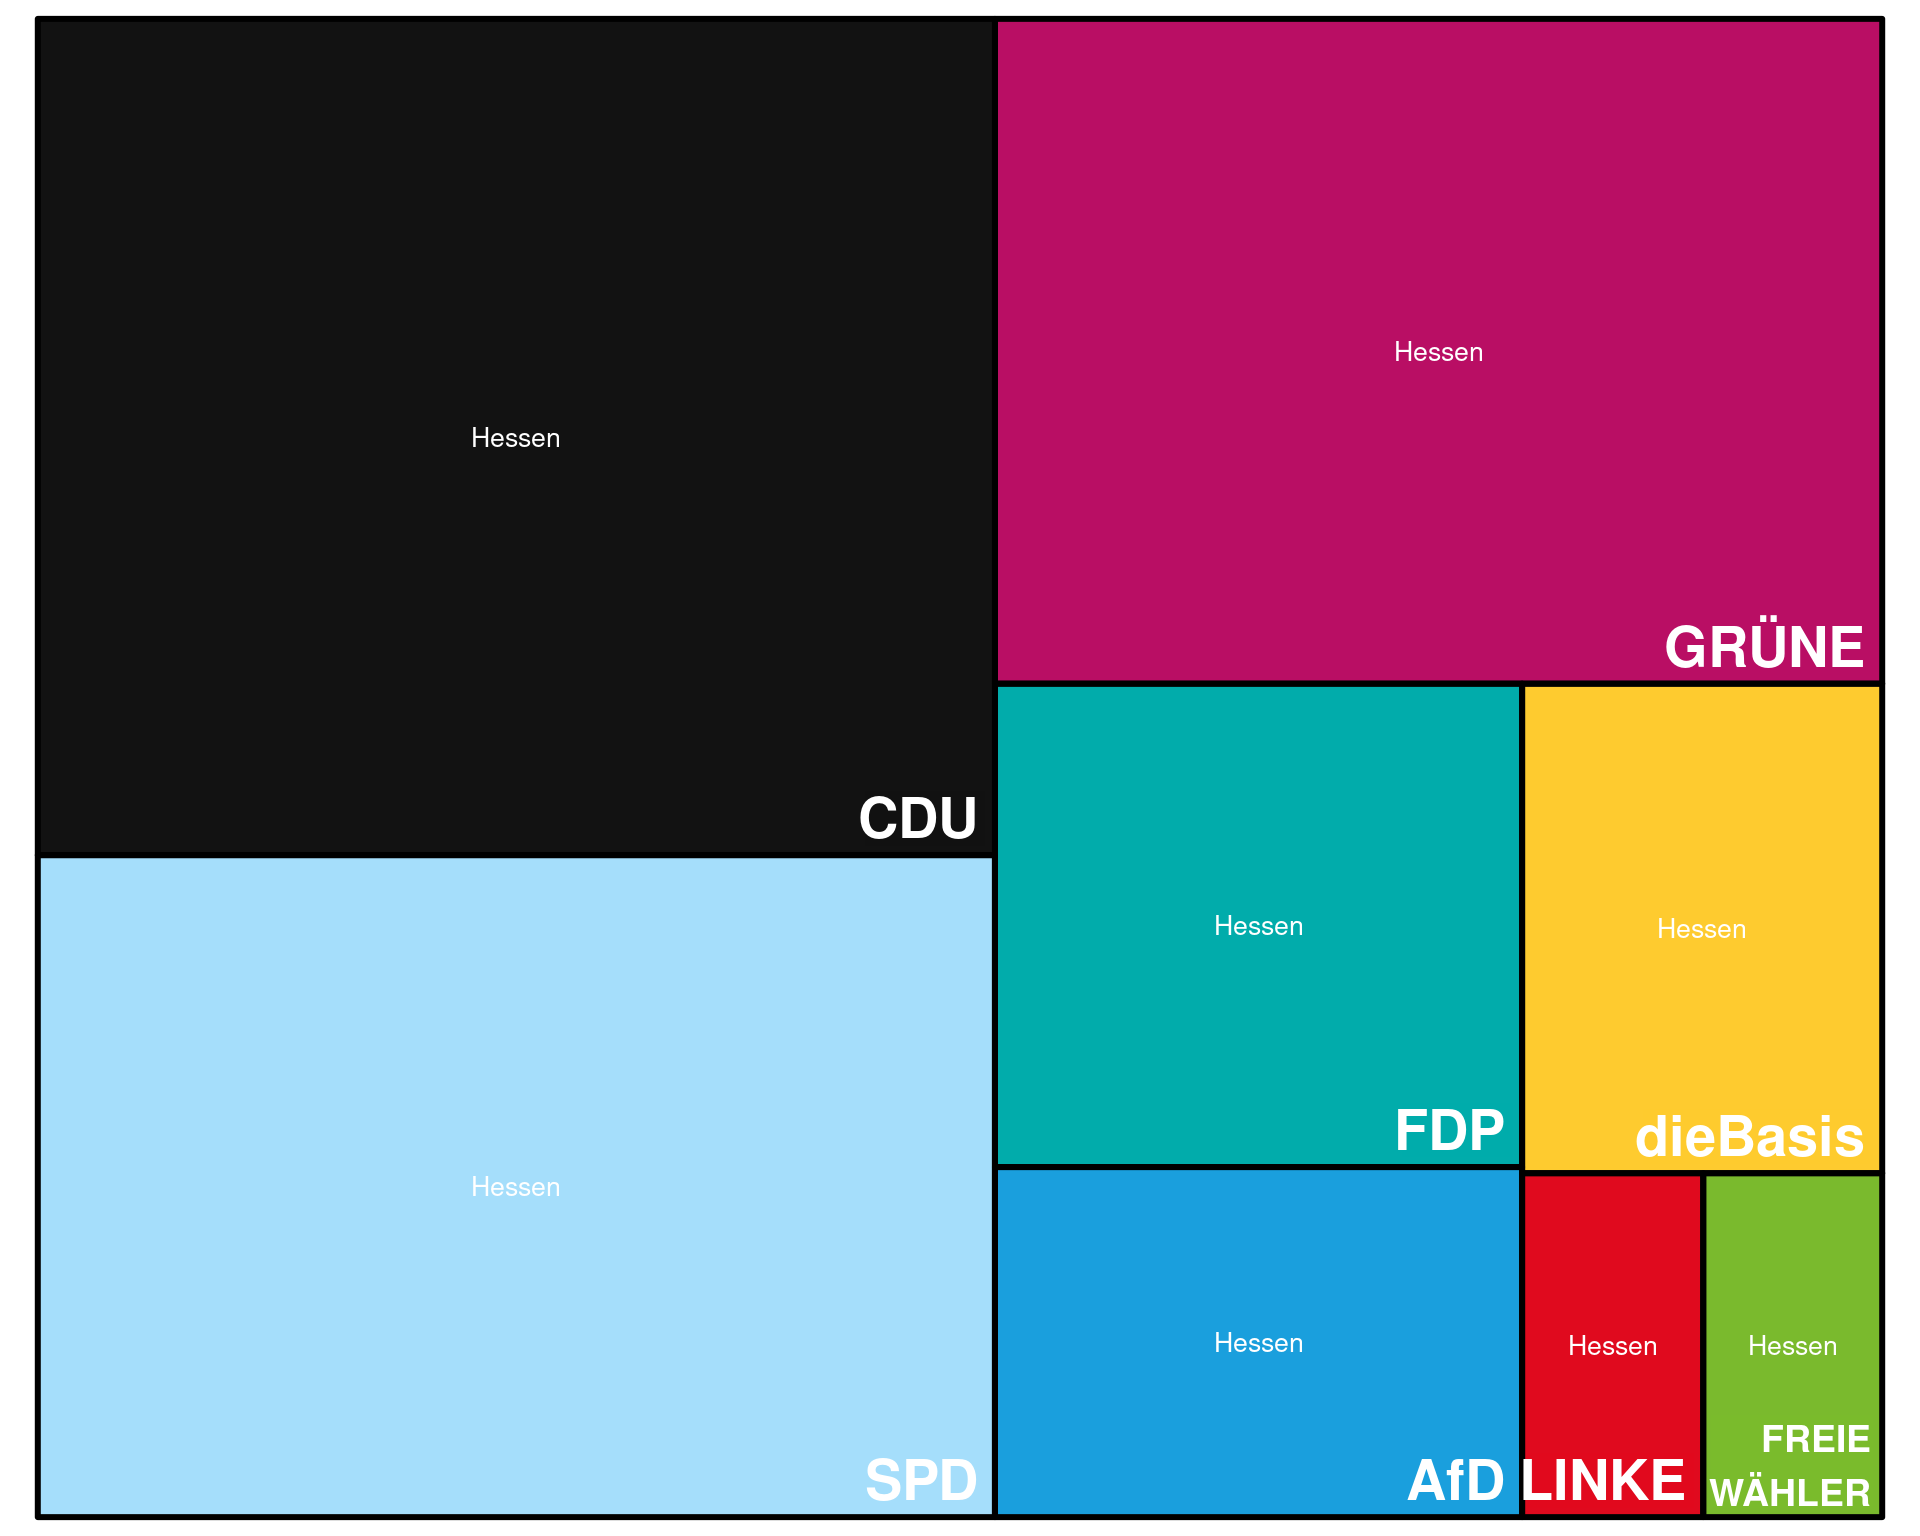 Hessen
CDU
Hessen
SPD
Hessen
GRÜNE
Hessen
FDP
Hessen
dieBasis
Hessen
AfD
Hessen
LINKE
Hessen
FREIE
WÄHLER